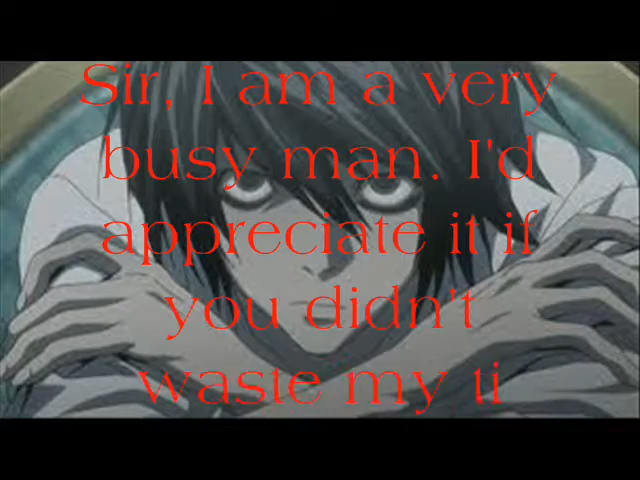 Sir, I am a very
busy man. I'd
appreciate it if
you didn't
waste my ti